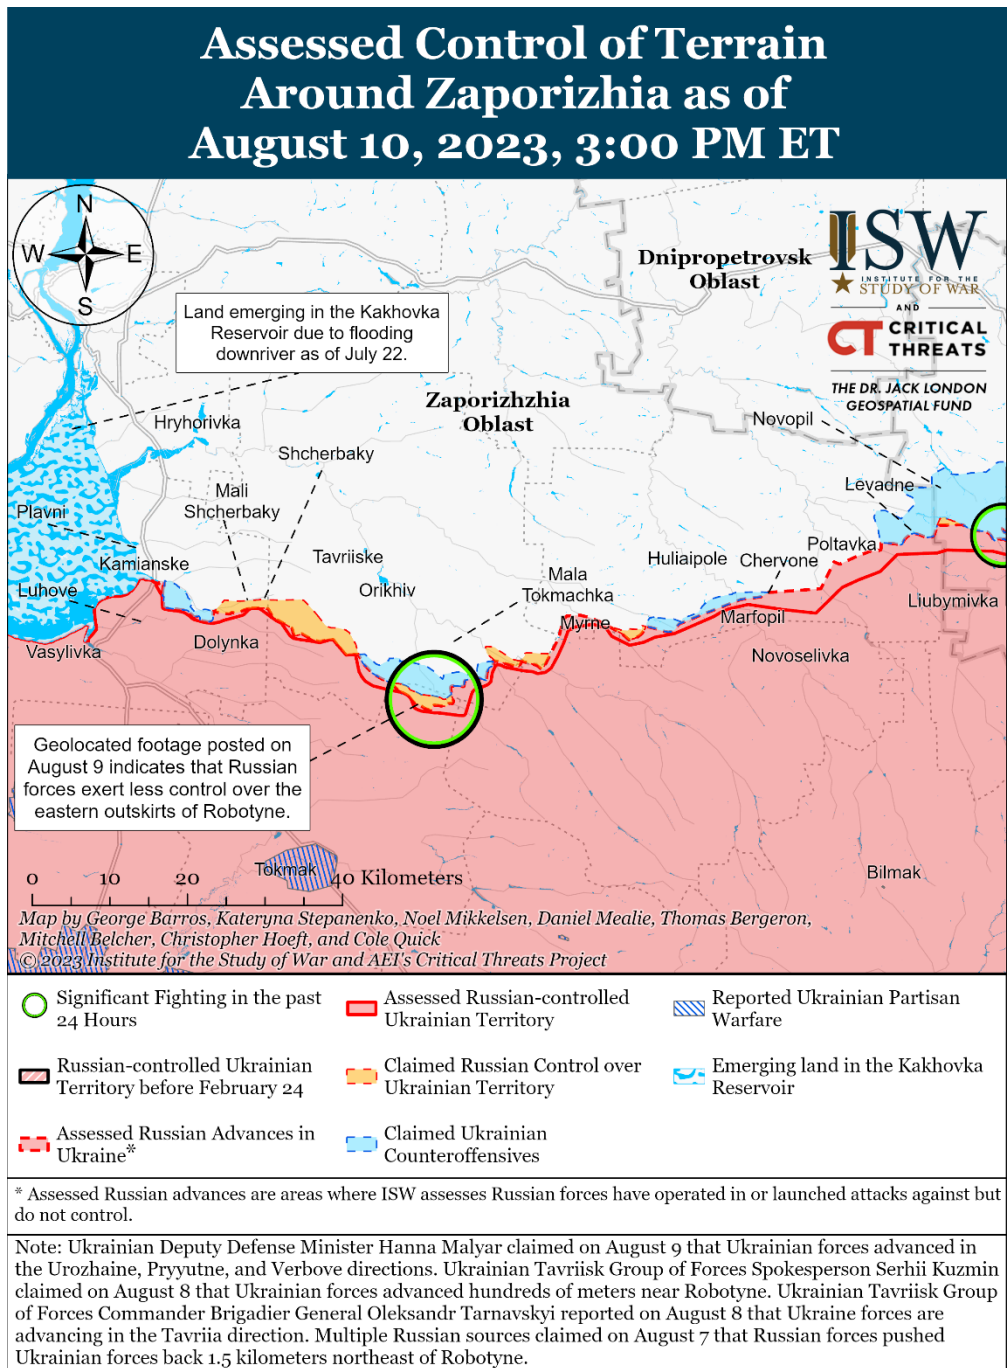 Assessed Control of Terrain
Around Zaporizhia as of
August 10, 2023, 3:00 PM ET
N
W
E
S
ISW
INSTITUTE FOR THE
STUDY OF WAR
AND
CT CRITICAL
THREATS
THE DR. JACK LONDON
GEOSPATIAL FUND
Dnipropetrovsk
Oblast
Land emerging in the Kakhovka
Reservoir due to flooding
downriver as of July 22.
Zaporizhzhia
Oblast
Hryhorivka
Novopil
Shcherbaky
Levadne
Mali
Shcherbaky
Plavni
Poltavka
Tavriiske
Huliaipole
Chervone
Kamianske
Mala
Tokmachka
Orikhiv
Luhove
Liubymivka
Marfopil
Myrne
Dolynka
Vasylivka
Novoselivka
Geolocated footage posted on
August 9 indicates that Russian
forces exert less control over the
eastern outskirts of Robotyne.
Tokmak
Bilmak
0 10 20 40 Kilometers
Map by George Barros, Kateryna Stepanenko, Noel Mikkelsen, Daniel Mealie, Thomas Bergeron,
Mitchell Belcher, Christopher Hoeft, and Cole Quick
© 2023 Institute for the Study of War and AEI's Critical Threats Project
Significant Fighting in the past
24 Hours
Assessed Russian-controlled
Ukrainian Territory
Reported Ukrainian Partisan
Warfare
Russian-controlled Ukrainian
Territory before February 24
Claimed Russian Control over
Ukrainian Territory
Emerging land in the Kakhovka
Reservoir
Assessed Russian Advances in
Ukraine*
Claimed Ukrainian
Counteroffensives
* Assessed Russian advances are areas where ISW assesses Russian forces have operated in or launched attacks against but
do not control.
Note: Ukrainian Deputy Defense Minister Hanna Malyar claimed on August 9 that Ukrainian forces advanced in
the Urozhaine, Pryyutne, and Verbove directions. Ukrainian Tavriisk Group of Forces Spokesperson Serhii Kuzmin
claimed on August 8 that Ukrainian forces advanced hundreds of meters near Robotyne. Ukrainian Tavriisk Group
of Forces Commander Brigadier General Oleksandr Tarnavskyi reported on August 8 that Ukraine forces are
advancing in the Tavriia direction. Multiple Russian sources claimed on August 7 that Russian forces pushed
Ukrainian forces back 1.5 kilometers northeast of Robotyne.